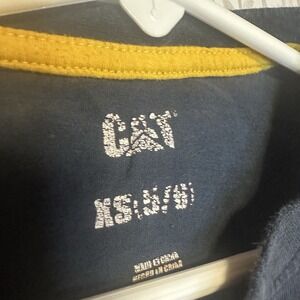 CAT
XS(5/6)
MADE IN CHINA
HECHO EN CHINA